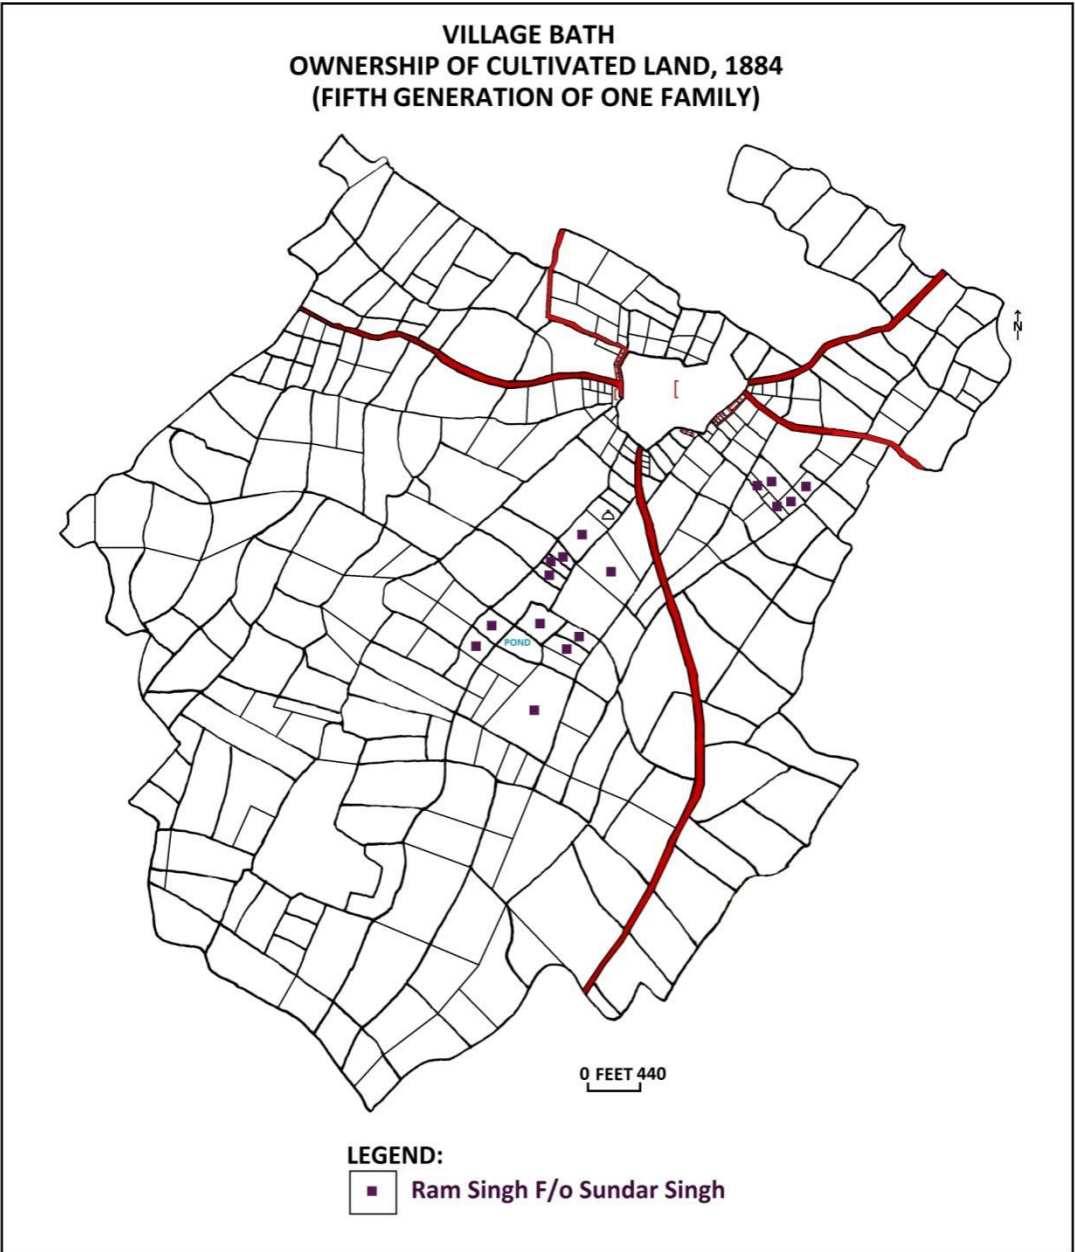 VILLAGE BATH
OWNERSHIP OF CULTIVATED LAND, 1884
(FIFTH GENERATION OF ONE FAMILY)
N
POND
0 FEET 440
LEGEND:
Ram Singh F/o Sundar Singh